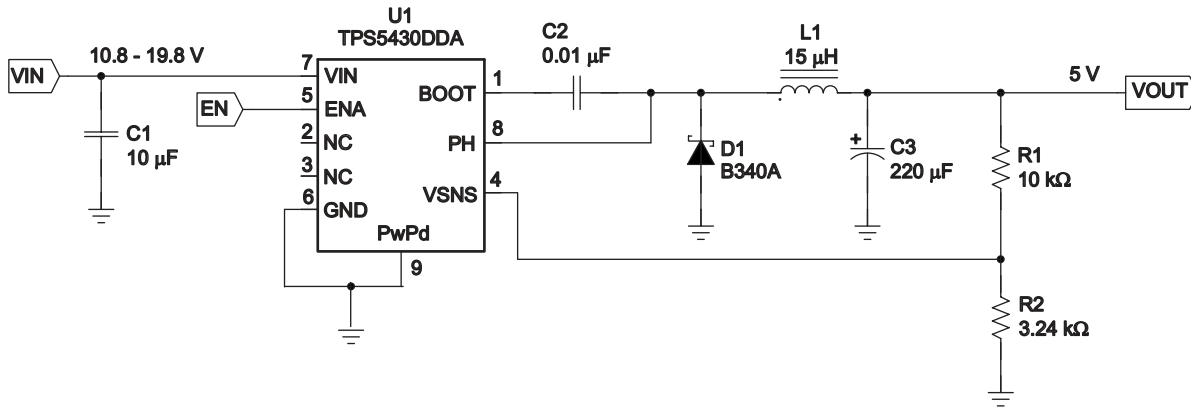 U1
TPS5430DDA
VIN
10.8 - 19.8 V
7
VIN
EN
5
ENA
2
NC
3
NC
6
GND
BOOT
1
PH
8
VSNS
4
PwPd
9
C1
10 μF
C2
0.01 μF
L1
15 μH
D1
B340A
+
C3
220 μF
5 V
VOUT
R1
10 kΩ
R2
3.24 kΩ